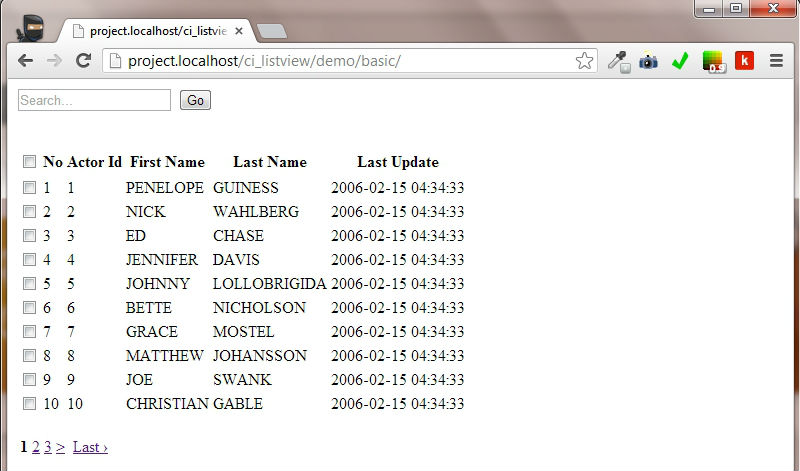 project.localhost/ci_listvie
project.localhost/ci_listview/demo/basic/
0.9
k
Search...
Go
No Actor Id First Name Last Name Last Update
1 1 PENELOPE GUINESS 2006-02-15 04:34:33
2 2 NICK WAHLBERG 2006-02-15 04:34:33
3 3 ED CHASE 2006-02-15 04:34:33
4 4 JENNIFER DAVIS 2006-02-15 04:34:33
5 5 JOHNNY LOLLOBRIGIDA 2006-02-15 04:34:33
6 6 BETTE NICHOLSON 2006-02-15 04:34:33
7 7 GRACE MOSTEL 2006-02-15 04:34:33
8 8 MATTHEW JOHANSSON 2006-02-15 04:34:33
9 9 JOE SWANK 2006-02-15 04:34:33
10 10 CHRISTIAN GABLE 2006-02-15 04:34:33
1 2 3 > Last ›